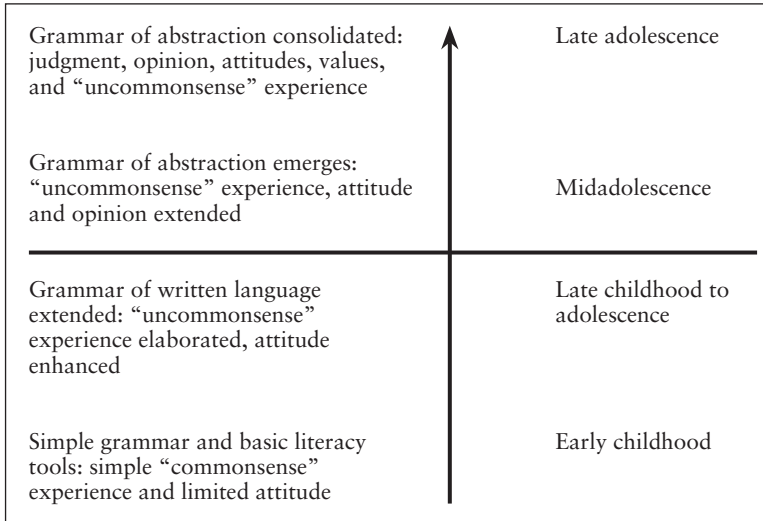 Grammar of abstraction consolidated:
judgment, opinion, attitudes, values,
and “uncommonsense” experience
Late adolescence
Grammar of abstraction emerges:
“uncommonsense” experience, attitude
and opinion extended
Midadolescence
Grammar of written language
extended: “uncommonsense”
experience elaborated, attitude
enhanced
Late childhood to
adolescence
Simple grammar and basic literacy
tools: simple “commonsense”
experience and limited attitude
Early childhood